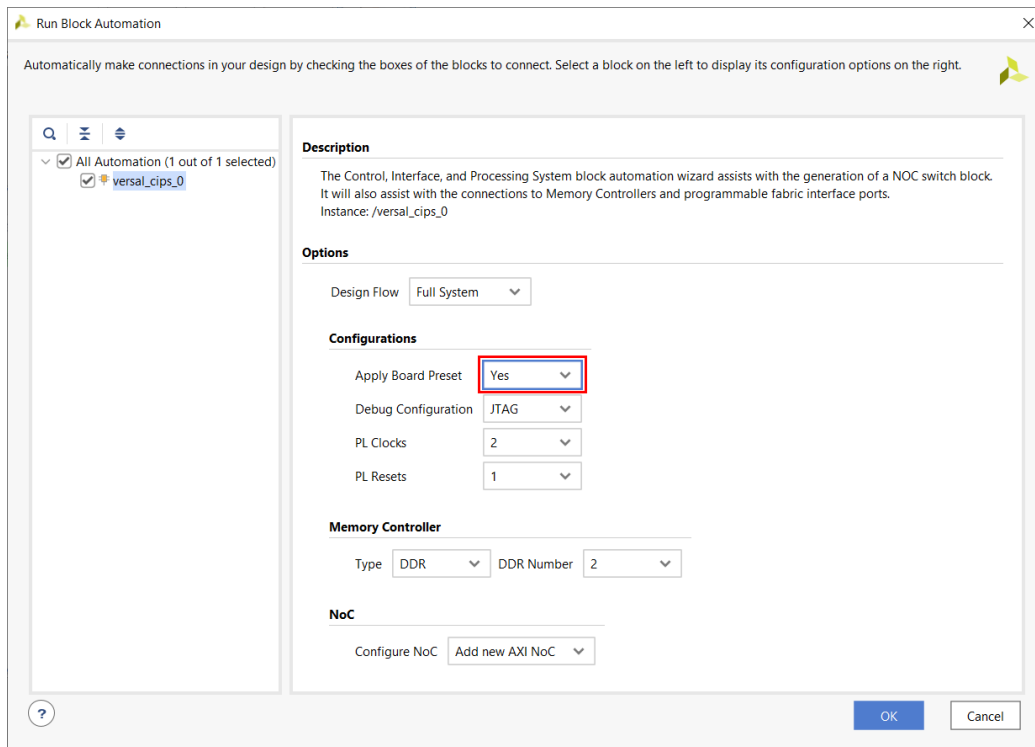 Run Block Automation
Automatically make connections in your design by checking the boxes of the blocks to connect. Select a block on the left to display its configuration options on the right.
All Automation (1 out of 1 selected)
versal_cips_0
Description
The Control, Interface, and Processing System block automation wizard assists with the generation of a NOC switch block.
It will also assist with the connections to Memory Controllers and programmable fabric interface ports.
Instance: /versal_cips_0
Options
Design Flow Full System
Configurations
Apply Board Preset Yes
Debug Configuration JTAG
PL Clocks 2
PL Resets 1
Memory Controller
Type DDR DDR Number 2
NoC
Configure NoC Add new AXI NoC
?
OK Cancel